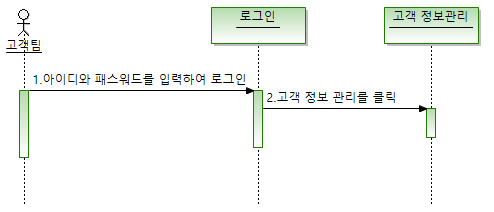 로그인
고객 정보관리
고객팀
1.아이디와 패스워드를 입력하여 로그인
2.고객 정보 관리를 클릭